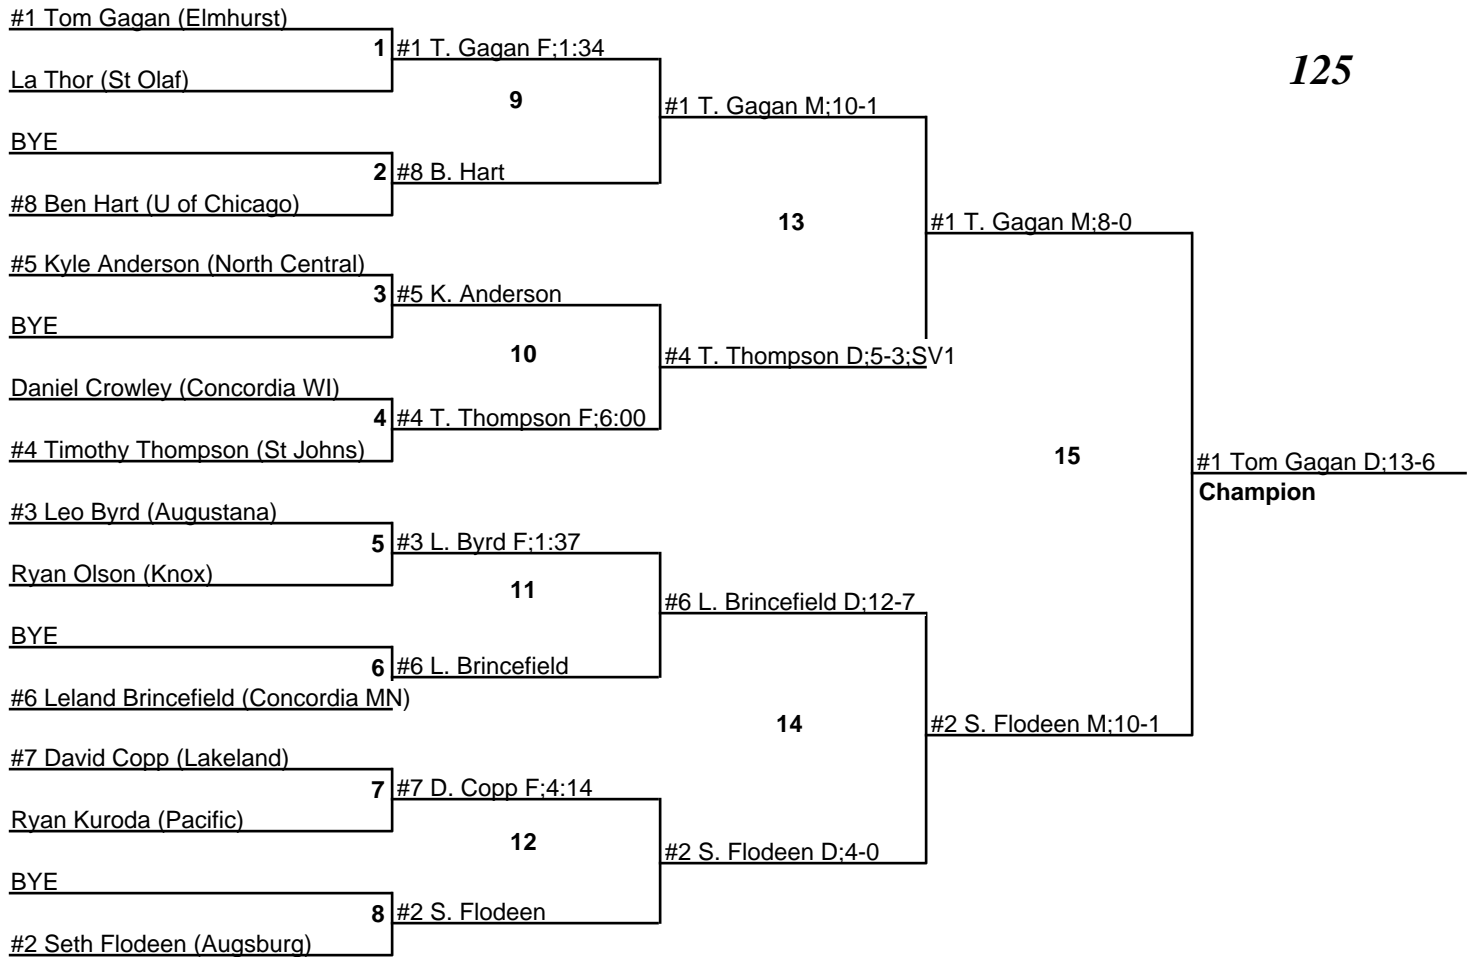 #1 Tom Gagan (Elmhurst)
1 #1 T. Gagan F;1:34
125
La Thor (St Olaf)
9
#1 T. Gagan M;10-1
BYE
2 #8 B. Hart
#8 Ben Hart (U of Chicago)
13
#1 T. Gagan M;8-0
#5 Kyle Anderson (North Central)
3 #5 K. Anderson
BYE
10
#4 T. Thompson D;5-3;SV1
Daniel Crowley (Concordia WI)
4 #4 T. Thompson F;6:00
#4 Timothy Thompson (St Johns)
15
#1 Tom Gagan D;13-6
Champion
#3 Leo Byrd (Augustana)
5 #3 L. Byrd F;1:37
Ryan Olson (Knox)
11
#6 L. Brincefield D;12-7
BYE
6 #6 L. Brincefield
#6 Leland Brincefield (Concordia MN)
14
#2 S. Flodeen M;10-1
#7 David Copp (Lakeland)
7 #7 D. Copp F;4:14
Ryan Kuroda (Pacific)
12
#2 S. Flodeen D;4-0
BYE
8 #2 S. Flodeen
#2 Seth Flodeen (Augsburg)